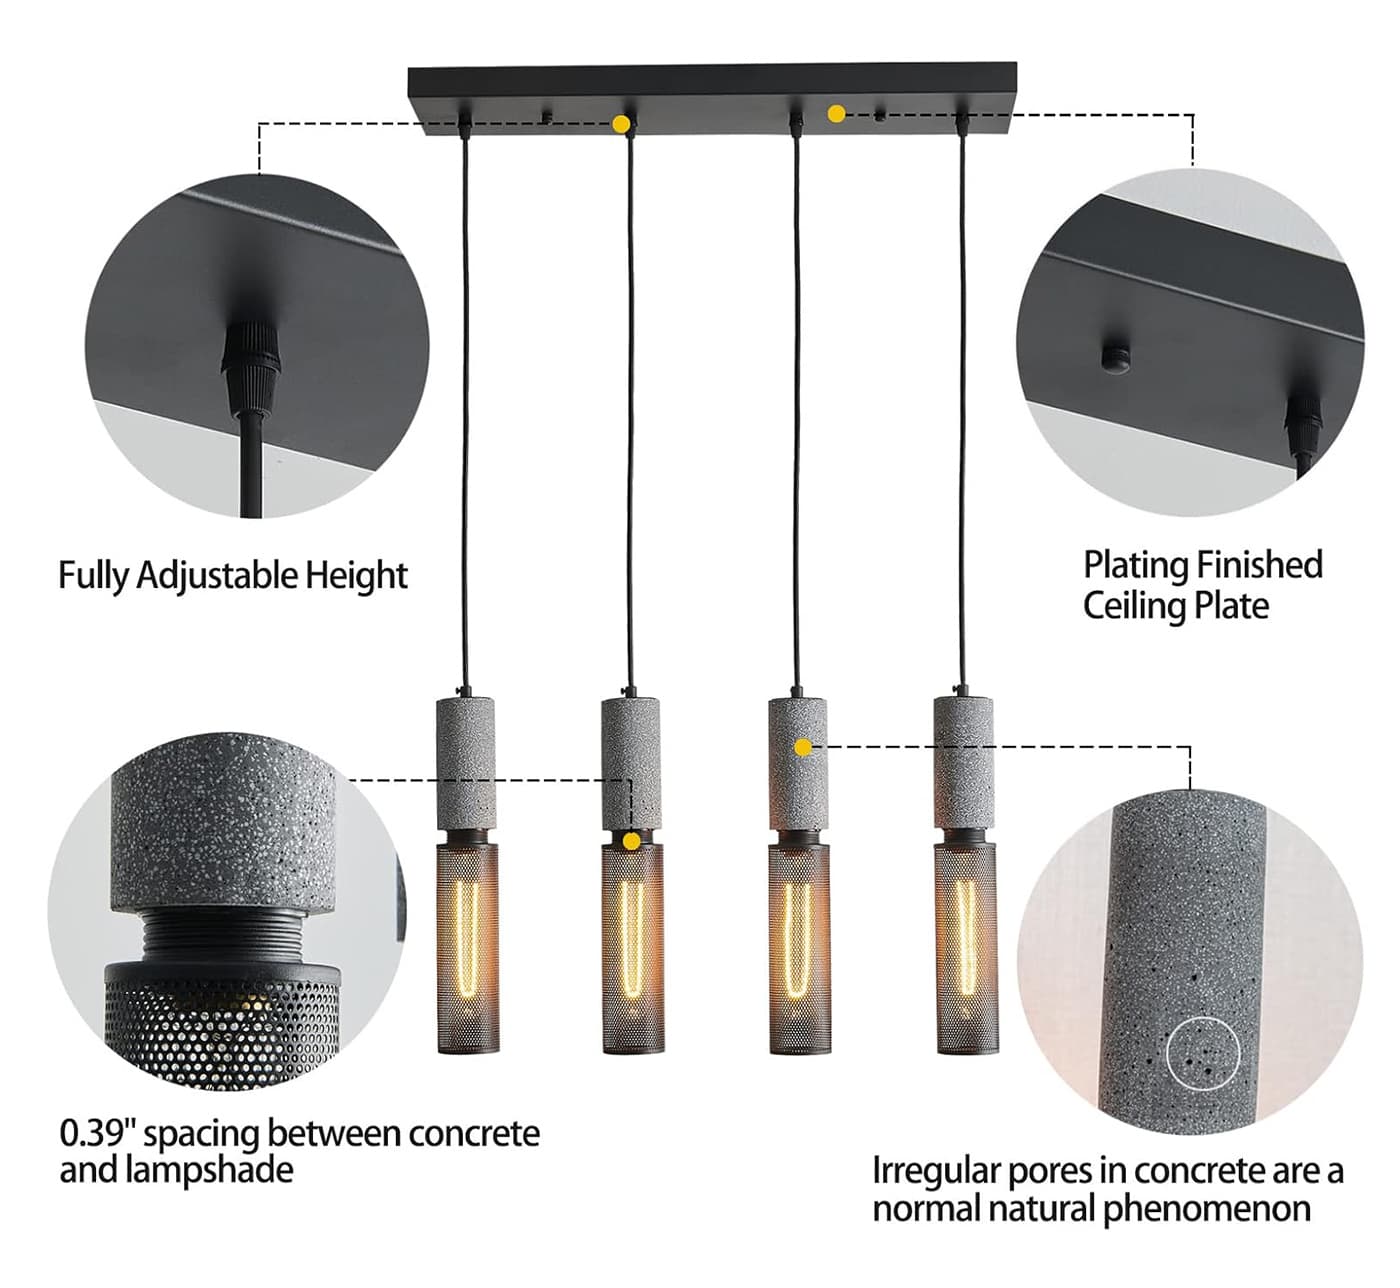 Fully Adjustable Height
Plating Finished
Ceiling Plate
0.39" spacing between concrete
and lampshade
Irregular pores in concrete are a
normal natural phenomenon